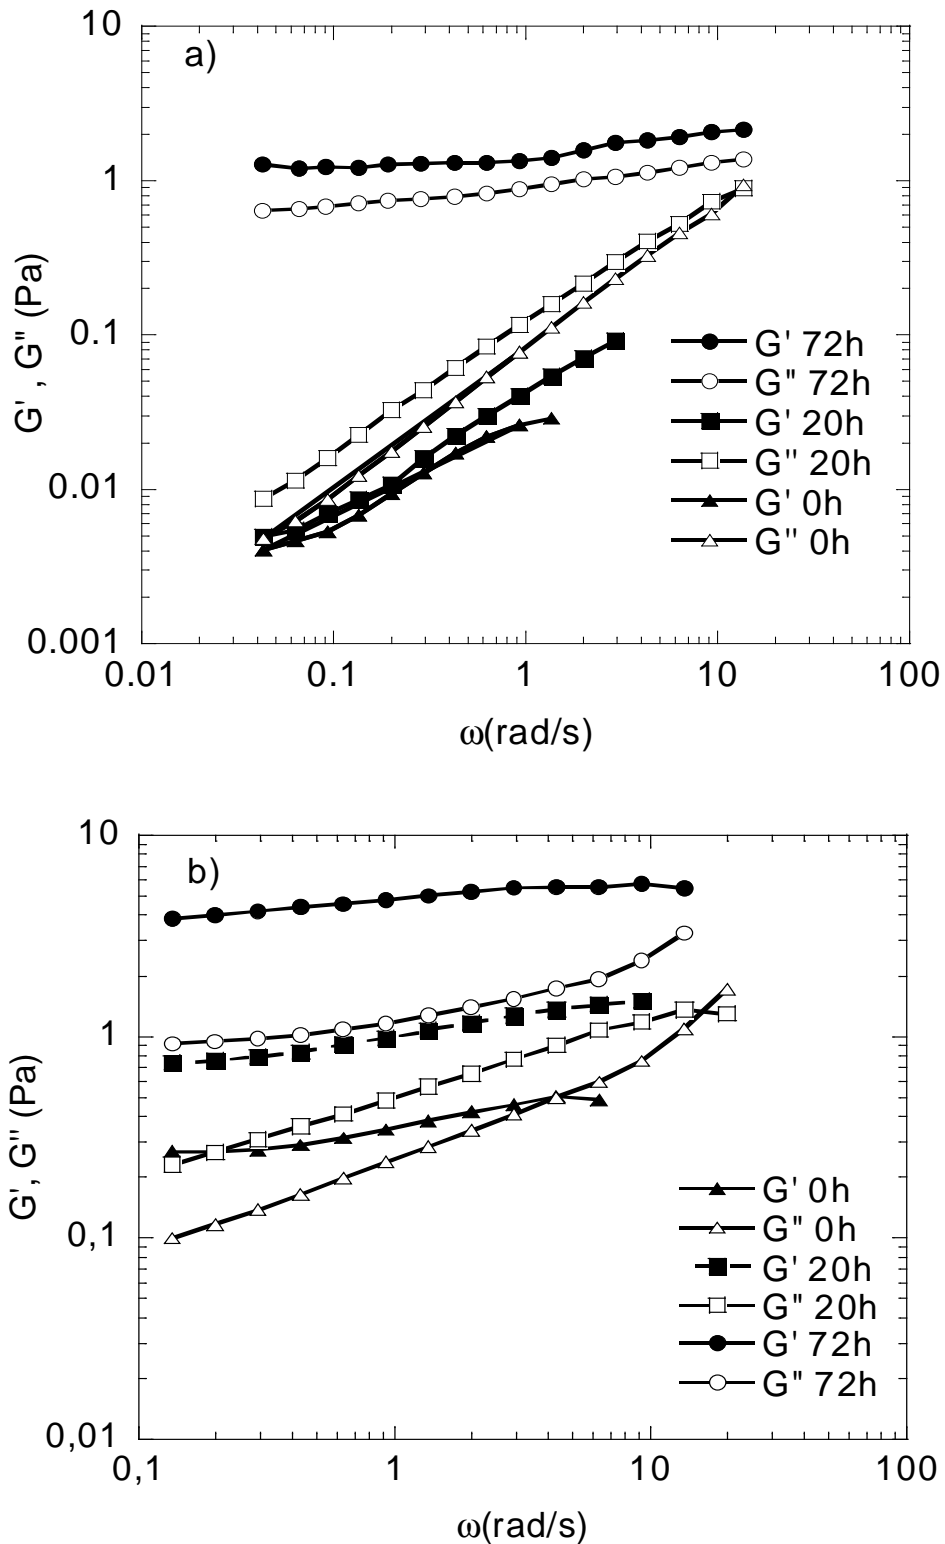 10
a)
1
0.1
0.01
0.001
G', G" (Pa)
G' 72h
G" 72h
G' 20h
G" 20h
G' 0h
G" 0h
0.01 0.1 1 10 100
ω(rad/s)
10
b)
1
0,1
0,01
G', G" (Pa)
G' 0h
G" 0h
G' 20h
G" 20h
G' 72h
G" 72h
0,1 1 10 100
ω(rad/s)